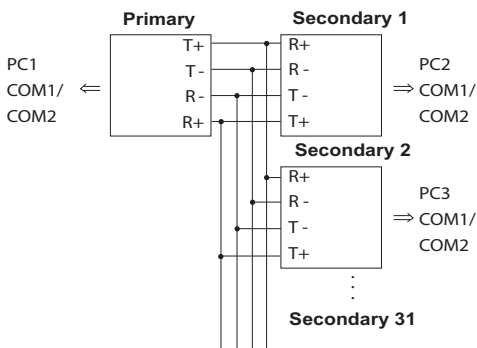 Primary
Secondary 1
PC1
COM1/
COM2
⇐
T+
T -
R -
R+
R+
R -
T -
T+
⇒
PC2
COM1/
COM2
Secondary 2
R+
R -
T -
T+
⇒
PC3
COM1/
COM2
Secondary 31